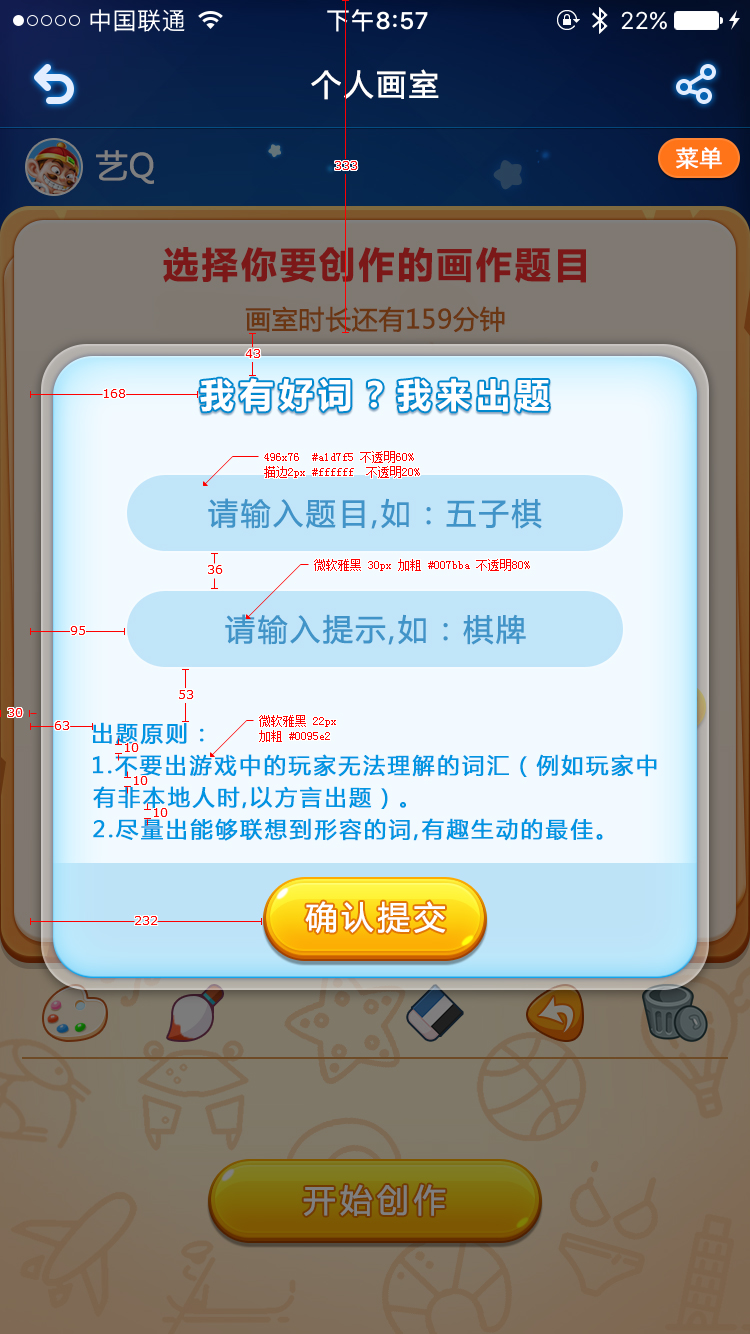 中国联通 下午8:57 22%
个人画室
艺Q 菜单
333
选择你要创作的画作题目
画室时长还有159分钟
43
168
我有好词？我来出题
496x76 #a1d7f5 不透明60%
描边2px #ffffff 不透明20%
请输入题目,如：五子棋
36
微软雅黑 30px 加粗 #007bba 不透明80%
95
请输入提示,如：棋牌
53
30
63
微软雅黑 22px
加粗 #0095e2
出题原则：
10
1.不要出游戏中的玩家无法理解的词汇（例如玩家中
10
有非本地人时,以方言出题）。
10
2.尽量出能够联想到形容的词,有趣生动的最佳。
232
确认提交
开始创作